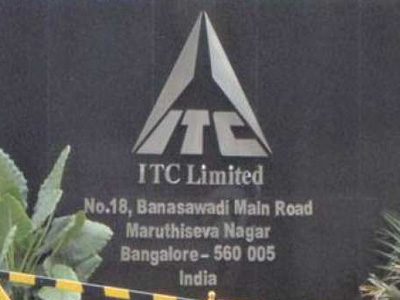 ITC
ITC Limited
No.18, Banasawadi Main Road
Maruthiseva Nagar
Bangalore - 560 005
India